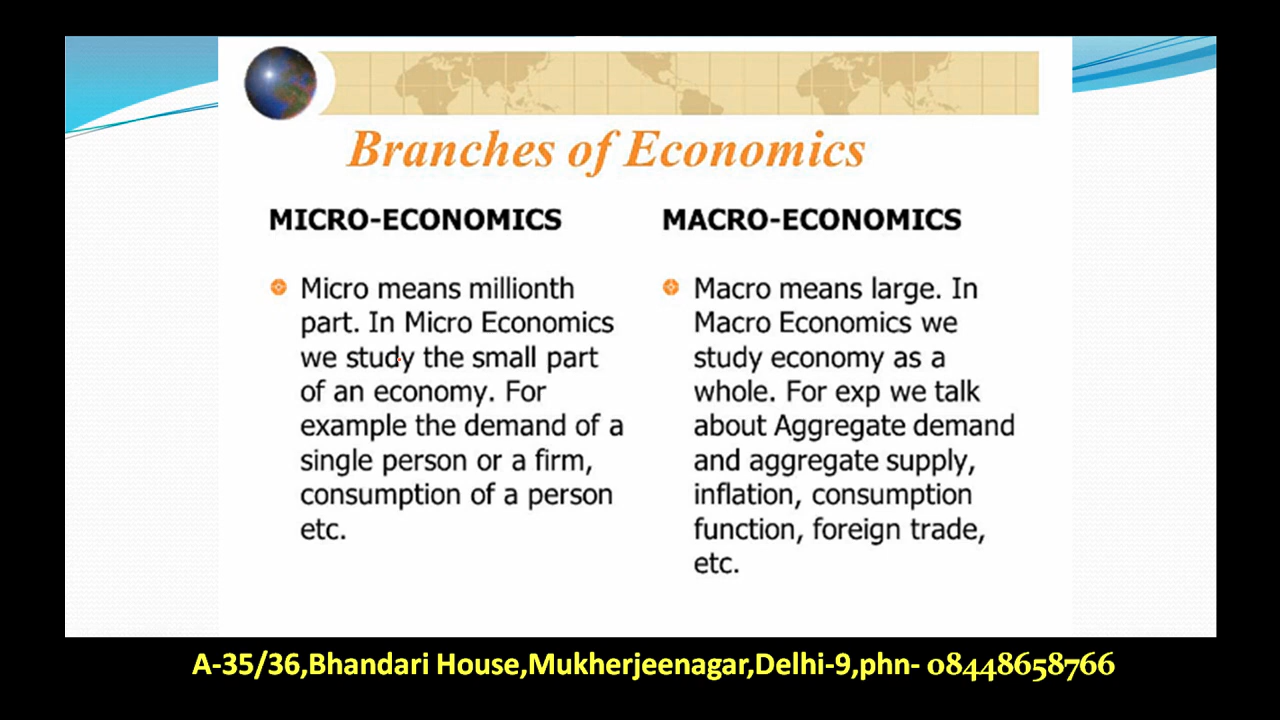 Branches of Economics
MICRO-ECONOMICS
Micro means millionth
part. In Micro Economics
we study the small part
of an economy. For
example the demand of a
single person or a firm,
consumption of a person
etc.
MACRO-ECONOMICS
Macro means large. In
Macro Economics we
study economy as a
whole. For exp we talk
about Aggregate demand
and aggregate supply,
inflation, consumption
function, foreign trade,
etc.
A-35/36,Bhandari House,Mukherjeenagar,Delhi-9,phn- 08448658766